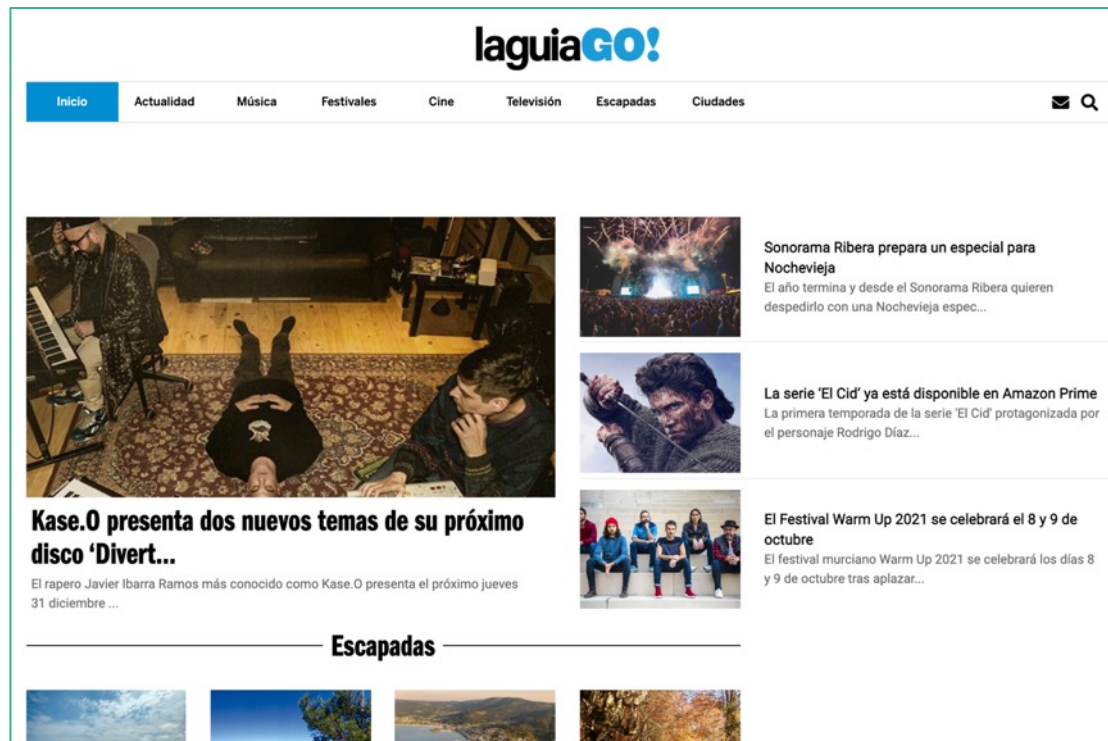 laguiaGO!
Inicio Actualidad Música Festivales Cine Televisión Escapadas Ciudades
Kase.O presenta dos nuevos temas de su próximo
disco ‘Divert...
El rapero Javier Ibarra Ramos más conocido como Kase.O presenta el próximo jueves
31 diciembre ...
Sonorama Ribera prepara un especial para
Nochevieja
El año termina y desde el Sonorama Ribera quieren
despedirlo con una Nochevieja espec...
La serie ‘El Cid’ ya está disponible en Amazon Prime
La primera temporada de la serie 'El Cid' protagonizada por
el personaje Rodrigo Díaz...
El Festival Warm Up 2021 se celebrará el 8 y 9 de
octubre
El festival murciano Warm Up 2021 se celebrará los días 8
y 9 de octubre tras aplazar...
Escapadas